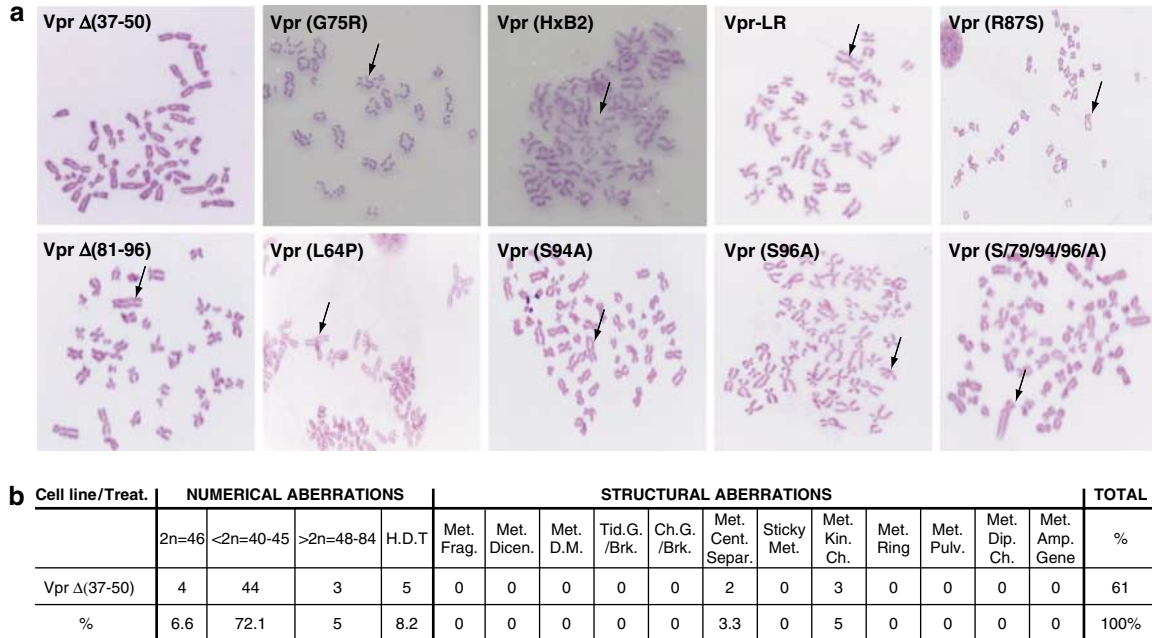 a
Vpr Δ(37-50) Vpr (G75R) Vpr (HxB2) Vpr-LR Vpr (R87S)
Vpr Δ(81-96) Vpr (L64P) Vpr (S94A) Vpr (S96A) Vpr (S/79/94/96/A)
b
Cell line/Treat. NUMERICAL ABERRATIONS STRUCTURAL ABERRATIONS TOTAL
2n=46 <2n=40-45 >2n=48-84 H.D.T Met. Frag. Met. Dicen. Met. D.M. Tid.G. /Brk. Ch.G. /Brk. Met. Cent. Separ. Sticky Met. Met. Kin. Ch. Met. Ring Met. Pulv. Met. Dip. Ch. Met. Amp. Gene %
Vpr Δ(37-50) 4 44 3 5 0 0 0 0 0 2 0 3 0 0 0 0 61
% 6.6 72.1 5 8.2 0 0 0 0 0 3.3 0 5 0 0 0 0 100%